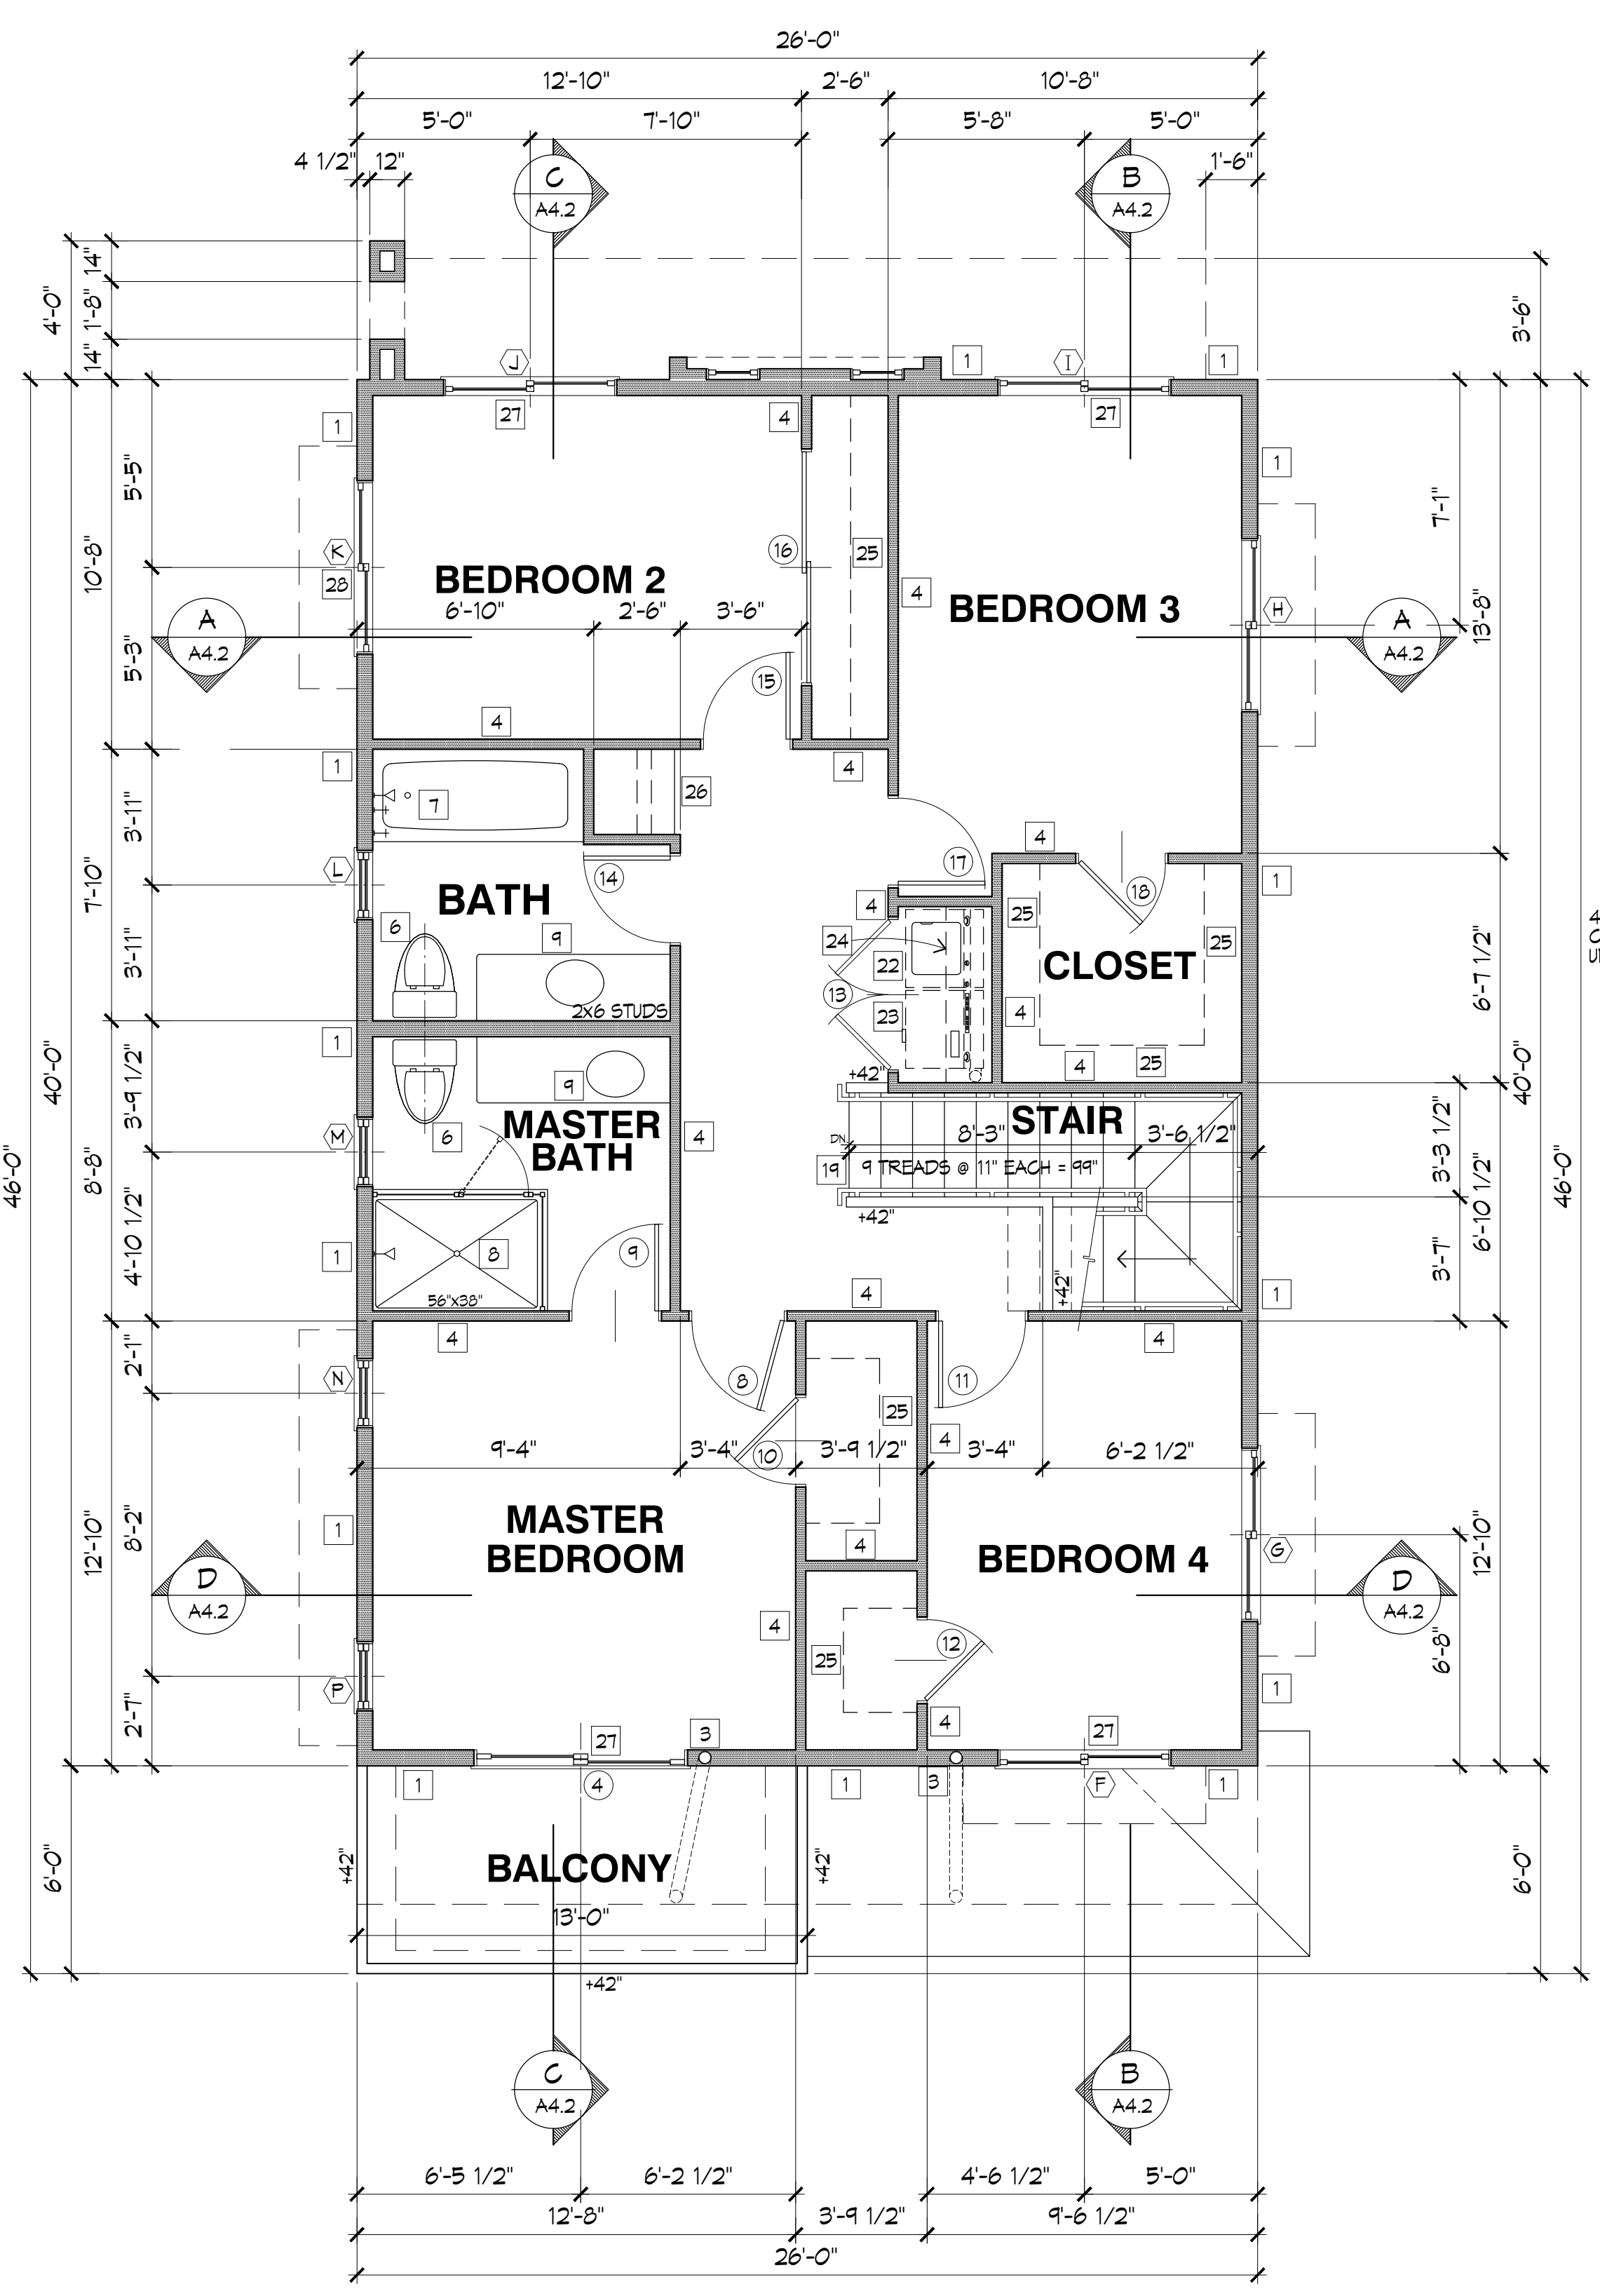 26'-0"
12'-10" 2'-6" 10'-8"
5'-0" 7'-10" 5'-8" 5'-0"
4 1/2" 12" C B 1'-6"
A4.2 A4.2
14"
4'-0" 1'-8" 3'-6"
14" J 1 I 1
27 4 27
1 1
5'-5" 7'-1"
K 16 25
28 BEDROOM 2 4 BEDROOM 3 H
10'-8" 6'-10" 2'-6" 3'-6" 13'-8"
A A
A4.2 A4.2
5'-3" 15
4
1 4
7 26
3'-11" 4
L 14 17 18 1
7'-10" BATH 4 25
6 9 24 25
3'-11" 22 CLOSET 6'-7 1/2"
13
2X6 STUDS 23 4
1 4 25
40'-0" 9 +42" 40'-0"
3'-9 1/2" MASTER STAIR
M 6 BATH 4 DN 8'-3" 3'-6 1/2" 3'-3 1/2"
46'-0" 8'-8" 19 9 TREADS @ 11" EACH = 99" 46'-0"
+42" 6'-10 1/2"
4'-10 1/2" 1 8 9 3'-7"
56"X38" 4 +42" 1
4 4
2'-1" N 8 11
25
9'-4" 3'-4" 10 3'-9 1/2" 4 3'-4" 6'-2 1/2"
12'-10" 8'-2" 1 MASTER 12'-10"
BEDROOM 4 BEDROOM 4 G
D D
A4.2 A4.2
4 12 6'-8"
25
P 1
2'-7" 27 3 4 27
1 4 1 3 F 1
6'-0" +42" BALCONY +42" 6'-0"
13'-0"
+42"
C B
A4.2 A4.2
6'-5 1/2" 6'-2 1/2" 4'-6 1/2" 5'-0"
12'-8" 3'-9 1/2" 9'-6 1/2"
26'-0"